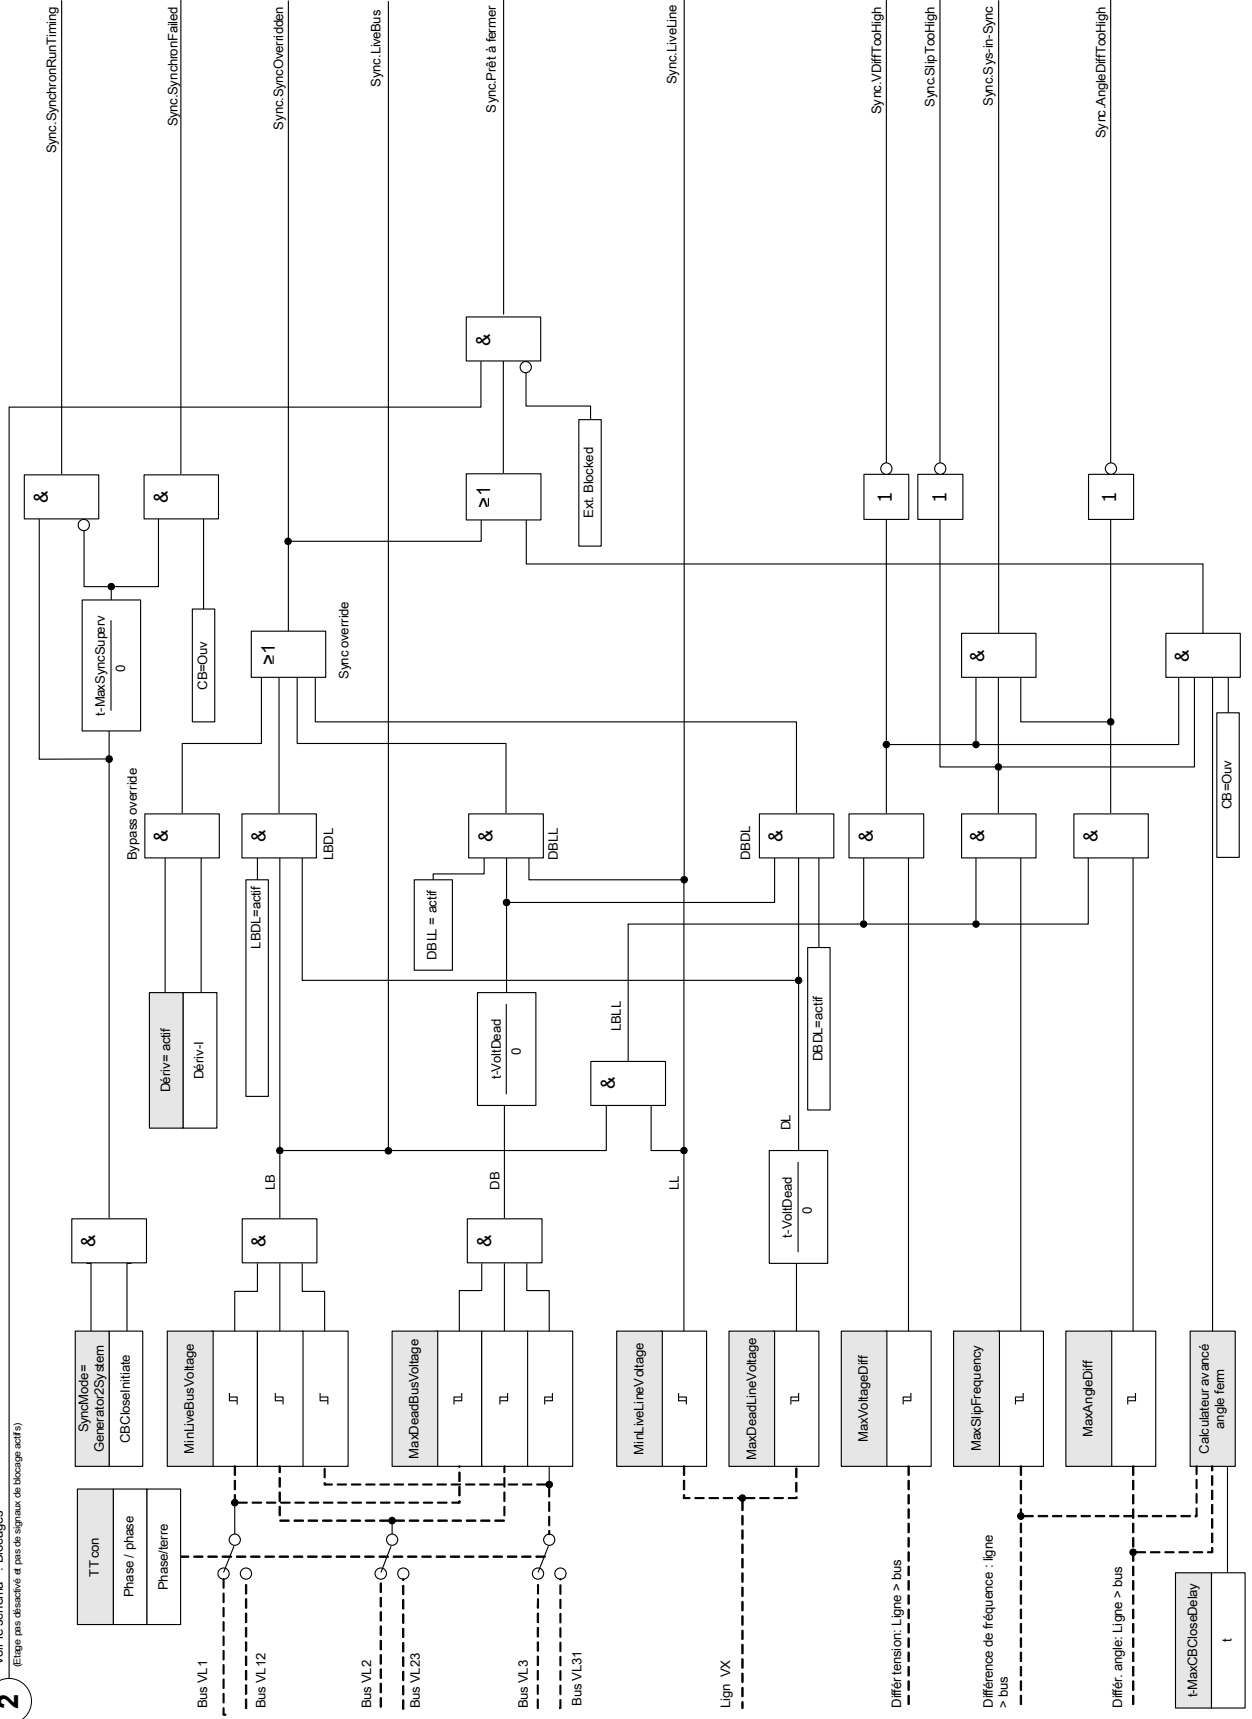 2
(Etage pas désactivé et pas de signaux de blocage actifs)
TT con
Phase / phase
Phase/terre
Bus VL1
Bus VL12
Bus VL2
Bus VL23
Bus VL3
Bus VL31
Lign VX
Différ tension: Ligne > bus
Différence de fréquence : ligne
> bus
Différ. angle: Ligne > bus
t-MaxCBCloseDelay
t
SyncMode=
Generator2System
CBCloseInitiate
MinLiveBusVoltage
MaxDeadBusVoltage
MinLiveLineVoltage
MaxDeadLineVoltage
MaxVoltageDiff
MaxSlipFrequency
MaxAngleDiff
Calculateur avancé
angle ferm
&
&
&
LB
DB
LL
t-VoltDead
0
DL
Dériv= actif
Dériv-I
LBDL=actif
t-VoltDead
0
&
LBLL
DBLL = actif
DBDL=actif
Bypass override
&
&
LBDL
&
DBLL
DBDL
&
&
&
&
CB=Ouv
t-MaxSyncSuperv
0
CB=Ouv
≥1
Sync override
&
&
&
&
≥1
Ext. Blocked
1
1
1
&
Sync.SynchronRunTiming
Sync.SynchronFailed
Sync.SyncOverridden
Sync.LiveBus
Sync.Prêt à fermer
Sync.LiveLine
Sync.VDiffTooHigh
Sync.SlipTooHigh
Sync.Sys-in-Sync
Sync.AngleDiffTooHigh